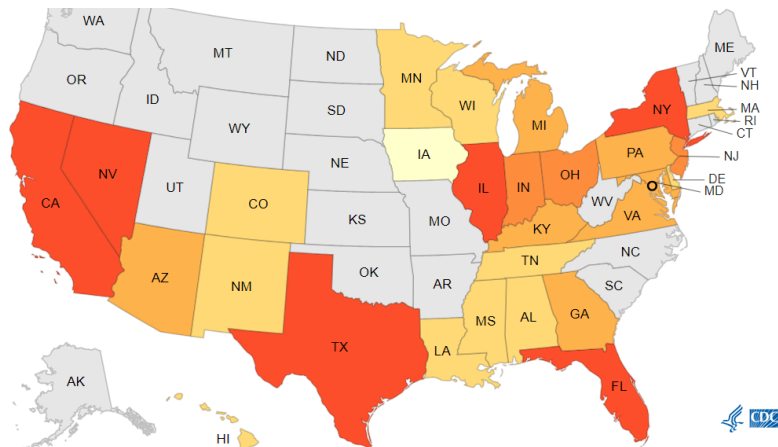 WA
MT
ND
ME
OR
MN
VT
ID
NH
SD
WI
NY
MA
WY
MI
RI
CT
IA
PA
NJ
NE
NV
IL
IN
OH
DE
UT
MD
CA
CO
WV
VA
KS
MO
KY
NC
TN
AZ
OK
NM
AR
SC
MS
AL
GA
LA
TX
AK
FL
HI
CDC